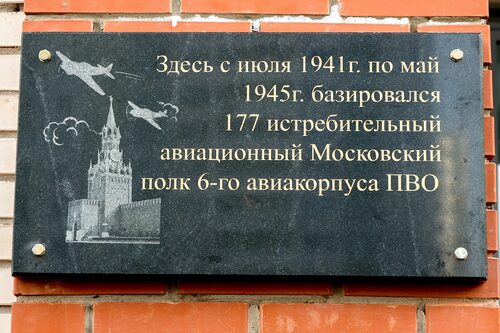 Здесь с июля 1941г. по май
1945г. базировался
177 истребительный
авиационный Московский
полк 6-го авиакорпуса ПВО